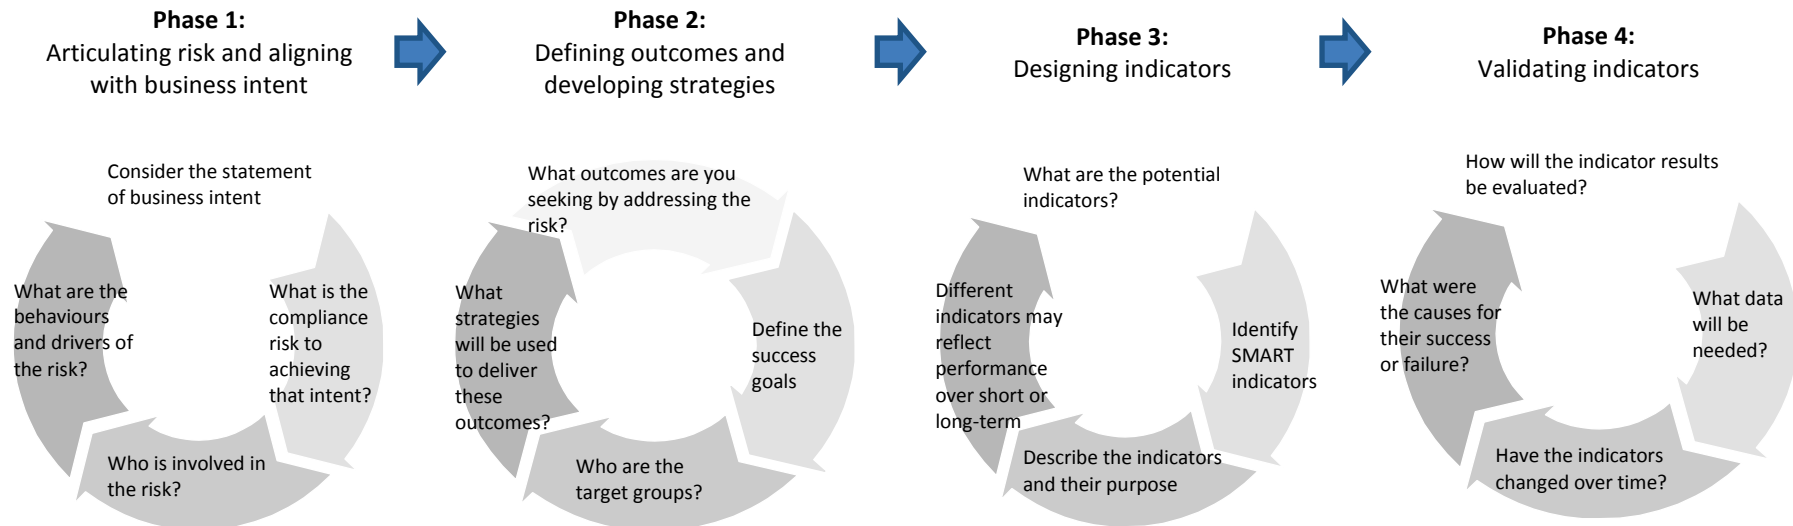 Phase 1:
Articulating risk and aligning
with business intent
Phase 2:
Defining outcomes and
developing strategies
Phase 3:
Designing indicators
Phase 4:
Validating indicators
Consider the statement
of business intent
What is the
compliance
risk to
achieving
that intent?
Who is involved in
the risk?
What are the
behaviours
and drivers of
the risk?
What outcomes are you
seeking by addressing the
risk?
Define the
success
goals
Who are the
target groups?
What
strategies
will be used
to deliver
these
outcomes?
What are the potential
indicators?
Identify
SMART
indicators
Describe the indicators
and their purpose
Different
indicators may
reflect
performance
over short or
long-term
How will the indicator results
be evaluated?
What data
will be
needed?
Have the indicators
changed over time?
What were
the causes for
their success
or failure?